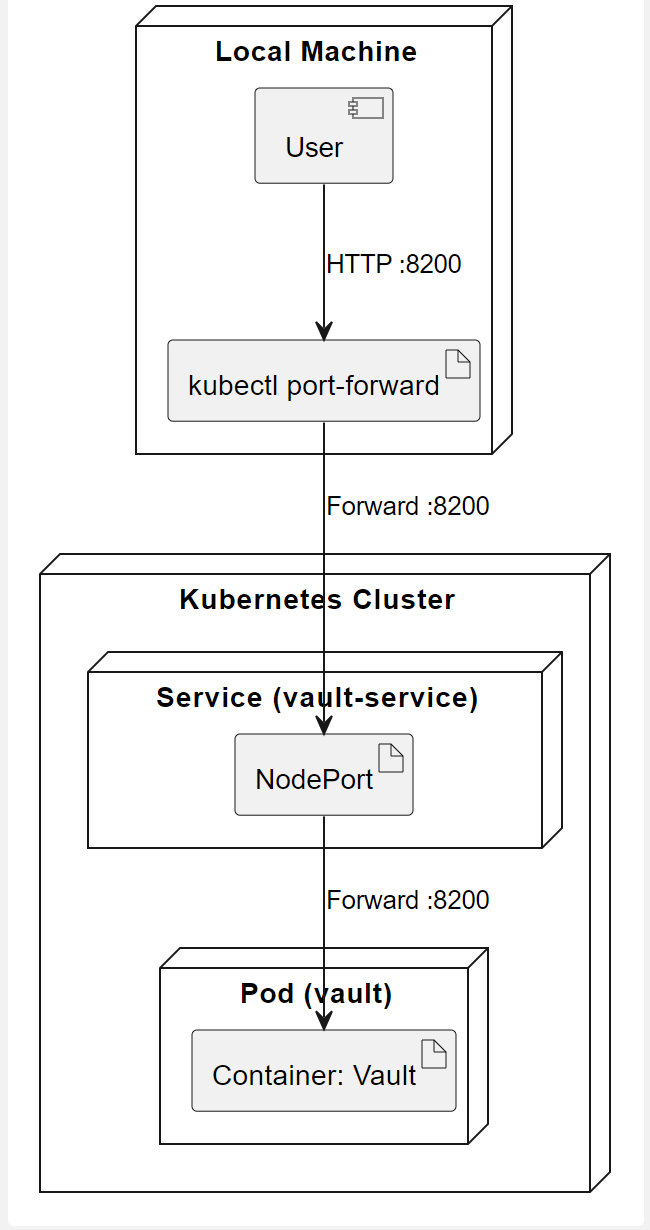 Local Machine
User
HTTP :8200
kubectl port-forward
Forward :8200
Kubernetes Cluster
Service (vault-service)
NodePort
Forward :8200
Pod (vault)
Container: Vault